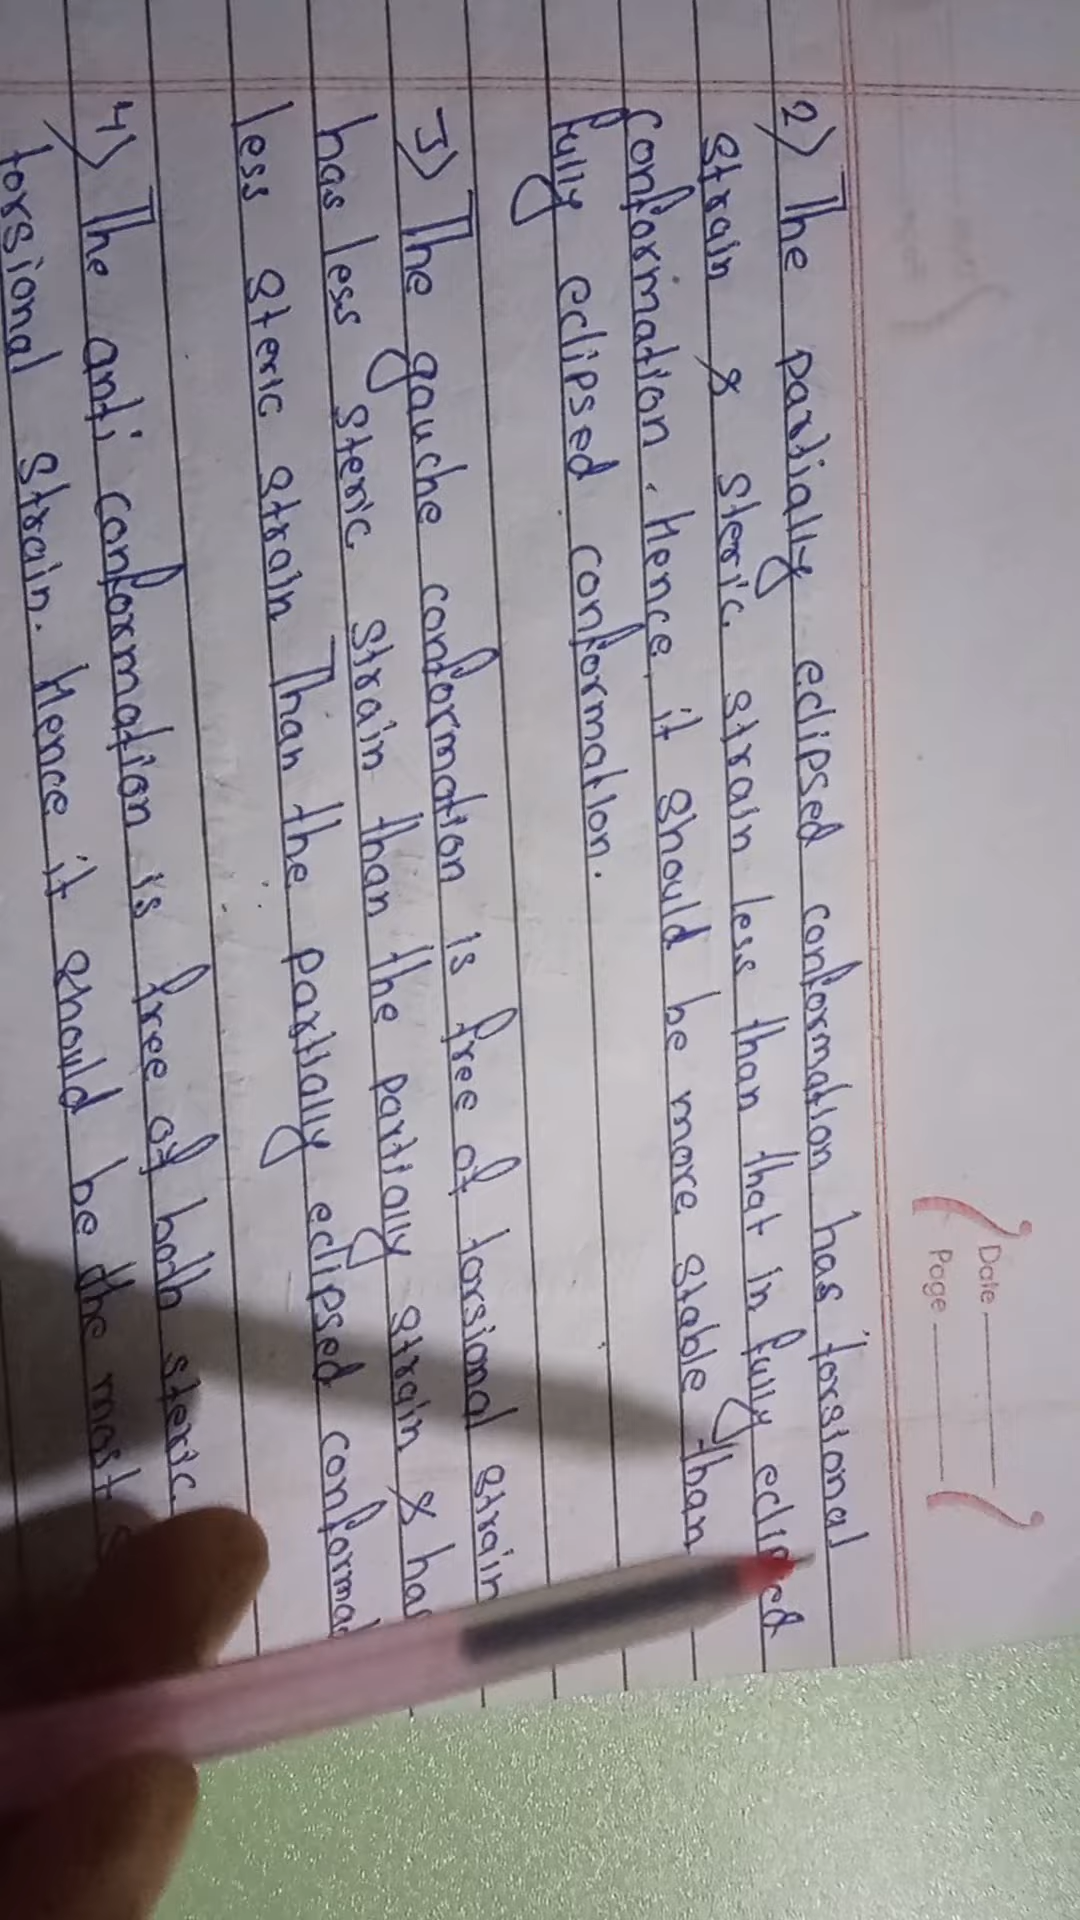 Date
Page
2) The partially eclipsed conformation has torsional
strain & steric strain less than that in fully eclipsed
conformation. Hence it should be more stable Than
fully eclipsed conformation.
3) The gauche conformation is free of torsional strain
has less steric strain than the partially strain & ha
less steric strain Than the partially eclipsed conforma
4) The anti conformation is free of both steric
torsional strain. Hence it should be the most